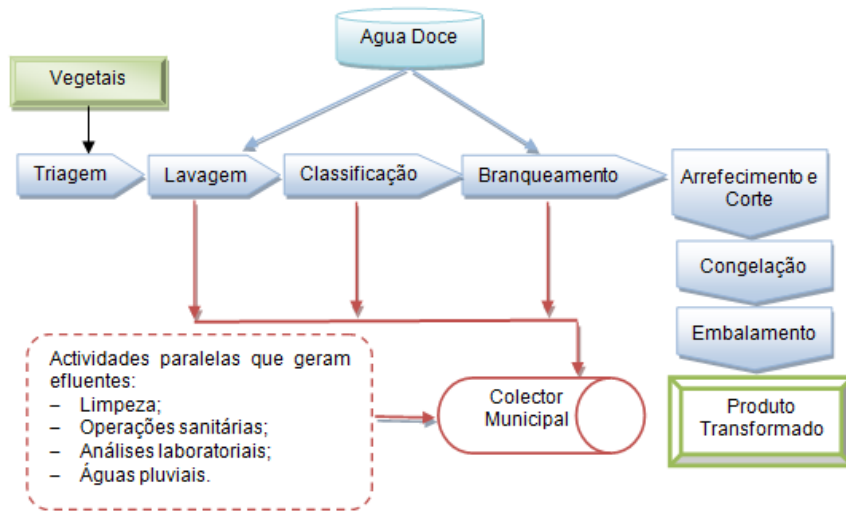 Agua Doce
Vegetais
Triagem
Lavagem
Classificação
Branqueamento
Arrefecimento e
Corte
Congelação
Embalamento
Produto
Transformado
Actividades paralelas que geram
efluentes:
– Limpeza;
– Operações sanitárias;
– Análises laboratoriais;
– Águas pluviais.
Colector
Municipal